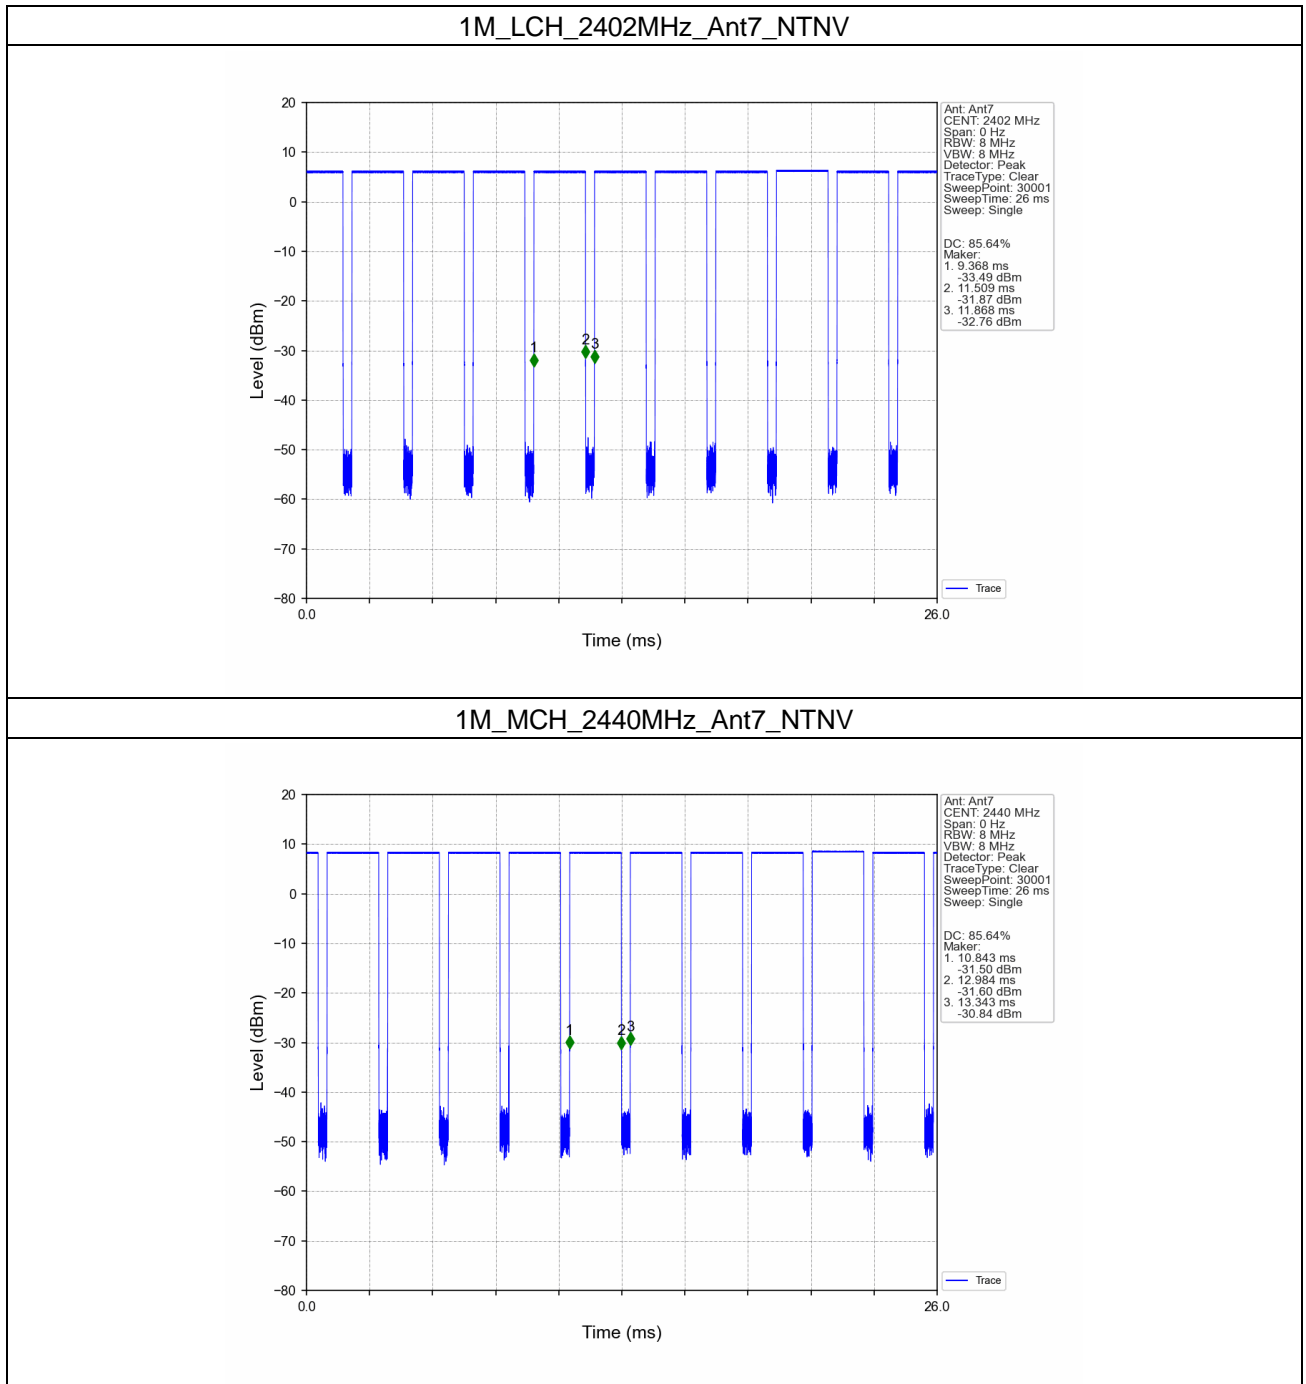 1M_LCH_2402MHz_Ant7_NTNV
20
10
0
−10
−20
−30
−40
−50
−60
−70
−80
Level (dBm)
0.0
26.0
Time (ms)
1
2
3
Ant: Ant7
CENT: 2402 MHz
Span: 0 Hz
RBW: 8 MHz
VBW: 8 MHz
Detector: Peak
TraceType: Clear
SweepPoint: 30001
SweepTime: 26 ms
Sweep: Single
DC: 85.64%
Maker:
1. 9.368 ms
-33.49 dBm
2. 11.509 ms
-31.87 dBm
3. 11.868 ms
-32.76 dBm
Trace
1M_MCH_2440MHz_Ant7_NTNV
20
10
0
−10
−20
−30
−40
−50
−60
−70
−80
Level (dBm)
0.0
26.0
Time (ms)
1
2
3
Ant: Ant7
CENT: 2440 MHz
Span: 0 Hz
RBW: 8 MHz
VBW: 8 MHz
Detector: Peak
TraceType: Clear
SweepPoint: 30001
SweepTime: 26 ms
Sweep: Single
DC: 85.64%
Maker:
1. 10.843 ms
-31.50 dBm
2. 12.984 ms
-31.60 dBm
3. 13.343 ms
-30.84 dBm
Trace